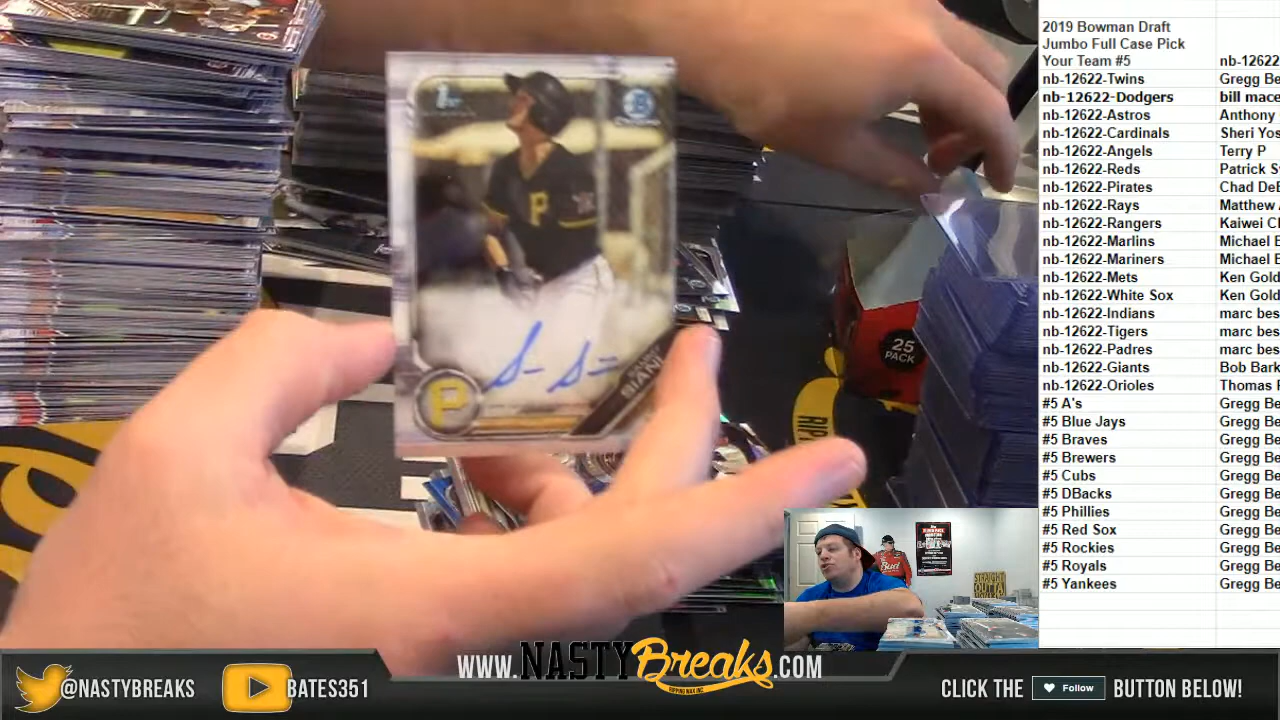 1st
P
SIANI
P
25
PACK
2019 Bowman Draft
Jumbo Full Case Pick
Your Team #5 nb-12622
nb-12622-Twins Gregg Be
nb-12622-Dodgers bill mace
nb-12622-Astros Anthony
nb-12622-Cardinals Sheri Yos
nb-12622-Angels Terry P
nb-12622-Reds Patrick S
nb-12622-Pirates Chad DeB
nb-12622-Rays Matthew
nb-12622-Rangers Kaiwei C
nb-12622-Marlins Michael B
nb-12622-Mariners Michael B
nb-12622-Mets Ken Gold
nb-12622-White Sox Ken Gold
nb-12622-Indians marc bes
nb-12622-Tigers marc bes
nb-12622-Padres marc bes
nb-12622-Giants Bob Bark
nb-12622-Orioles Thomas
#5 A's Gregg Be
#5 Blue Jays Gregg Be
#5 Braves Gregg Be
#5 Brewers Gregg Be
#5 Cubs Gregg Be
#5 DBacks Gregg Be
#5 Phillies Gregg Be
#5 Red Sox Gregg Be
#5 Rockies Gregg Be
#5 Royals Gregg Be
#5 Yankees Gregg Be
Bud
@NASTYBREAKS
BATES351
WWW.NASTYBreaks.COM
RIPPING WAX INC
CLICK THE Follow BUTTON BELOW!